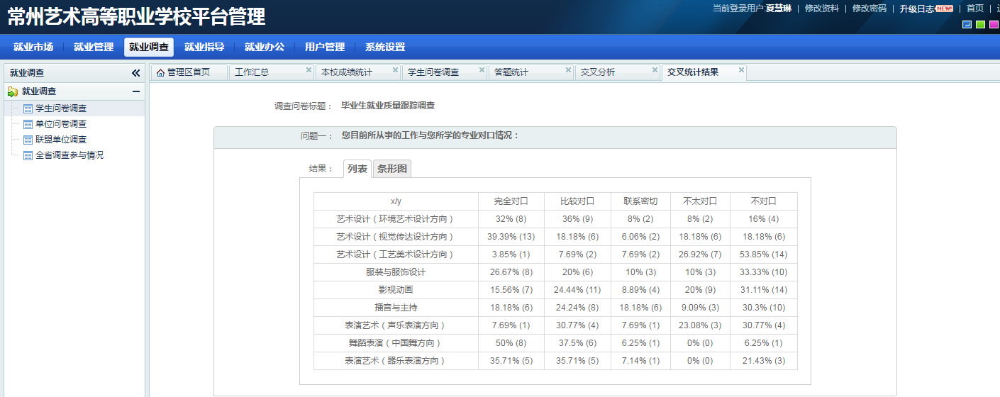 常州艺术高等职业学校平台管理
当前登录用户:夏慧琳 | 修改资料 | 修改密码 | 升级日志NEW! | 首页 |
就业市场 就业管理 就业调查 就业指导 就业办公 用户管理 系统设置
就业调查
就业调查
学生问卷调查
单位问卷调查
联盟单位调查
全省调查参与情况
管理区首页 工作汇总 本校成绩统计 学生问卷调查 答题统计 交叉分析 交叉统计结果
调查问卷标题： 毕业生就业质量跟踪调查
问题一： 您目前所从事的工作与您所学的专业对口情况：
结果： 列表 条形图
x/y 完全对口 比较对口 联系密切 不太对口 不对口
艺术设计（环境艺术设计方向） 32% (8) 36% (9) 8% (2) 8% (2) 16% (4)
艺术设计（视觉传达设计方向） 39.39% (13) 18.18% (6) 6.06% (2) 18.18% (6) 18.18% (6)
艺术设计（工艺美术设计方向） 3.85% (1) 7.69% (2) 7.69% (2) 26.92% (7) 53.85% (14)
服装与服饰设计 26.67% (8) 20% (6) 10% (3) 10% (3) 33.33% (10)
影视动画 15.56% (7) 24.44% (11) 8.89% (4) 20% (9) 31.11% (14)
播音与主持 18.18% (6) 24.24% (8) 18.18% (6) 9.09% (3) 30.3% (10)
表演艺术（声乐表演方向） 7.69% (1) 30.77% (4) 7.69% (1) 23.08% (3) 30.77% (4)
舞蹈表演（中国舞方向） 50% (8) 37.5% (6) 6.25% (1) 0% (0) 6.25% (1)
表演艺术（器乐表演方向） 35.71% (5) 35.71% (5) 7.14% (1) 0% (0) 21.43% (3)